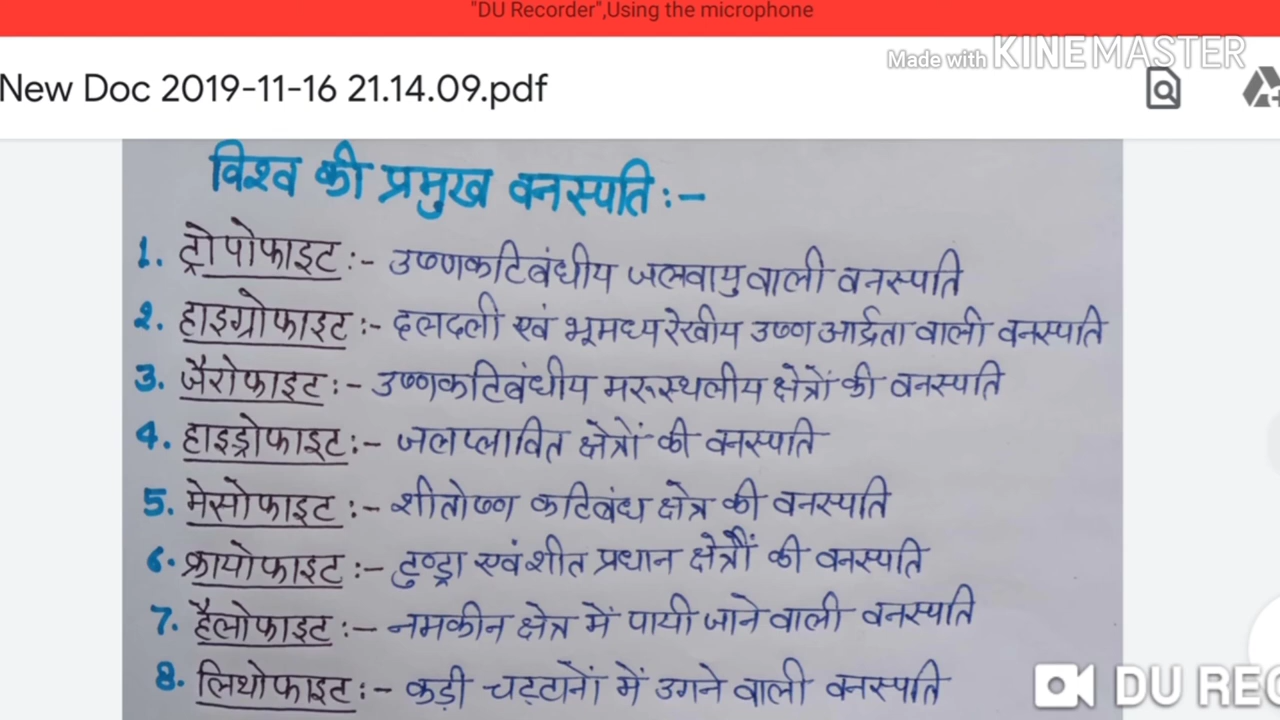 "DU Recorder",Using the microphone
Made with KINEMASTER
New Doc 2019-11-16 21.14.09.pdf
विश्व की प्रमुख वनस्पति :-
1. ट्रोपोफाइट :- उष्णकटिबंधीय जलवायु वाली वनस्पति
2. हाइग्रोफाइट :- दलदली एवं भूमध्यरेखीय उष्ण आर्द्रता वाली वनस्पति
3. जैरोफाइट :- उष्णकटिबंधीय मरुस्थलीय क्षेत्रों की वनस्पति
4. हाइड्रोफाइट :- जलप्लावित क्षेत्रों की वनस्पति
5. मेसोफाइट :- शीतोष्ण कटिबंध क्षेत्र की वनस्पति
6. क्रायोफाइट :- टुण्ड्रा एवं शीत प्रधान क्षेत्रौं की वनस्पति
7. हैलोफाइट :- नमकीन क्षेत्र में पायी जाने वाली वनस्पति
8. लिथोफाइट :- कड़ी चट्टानों में उगने वाली वनस्पति
DU REC